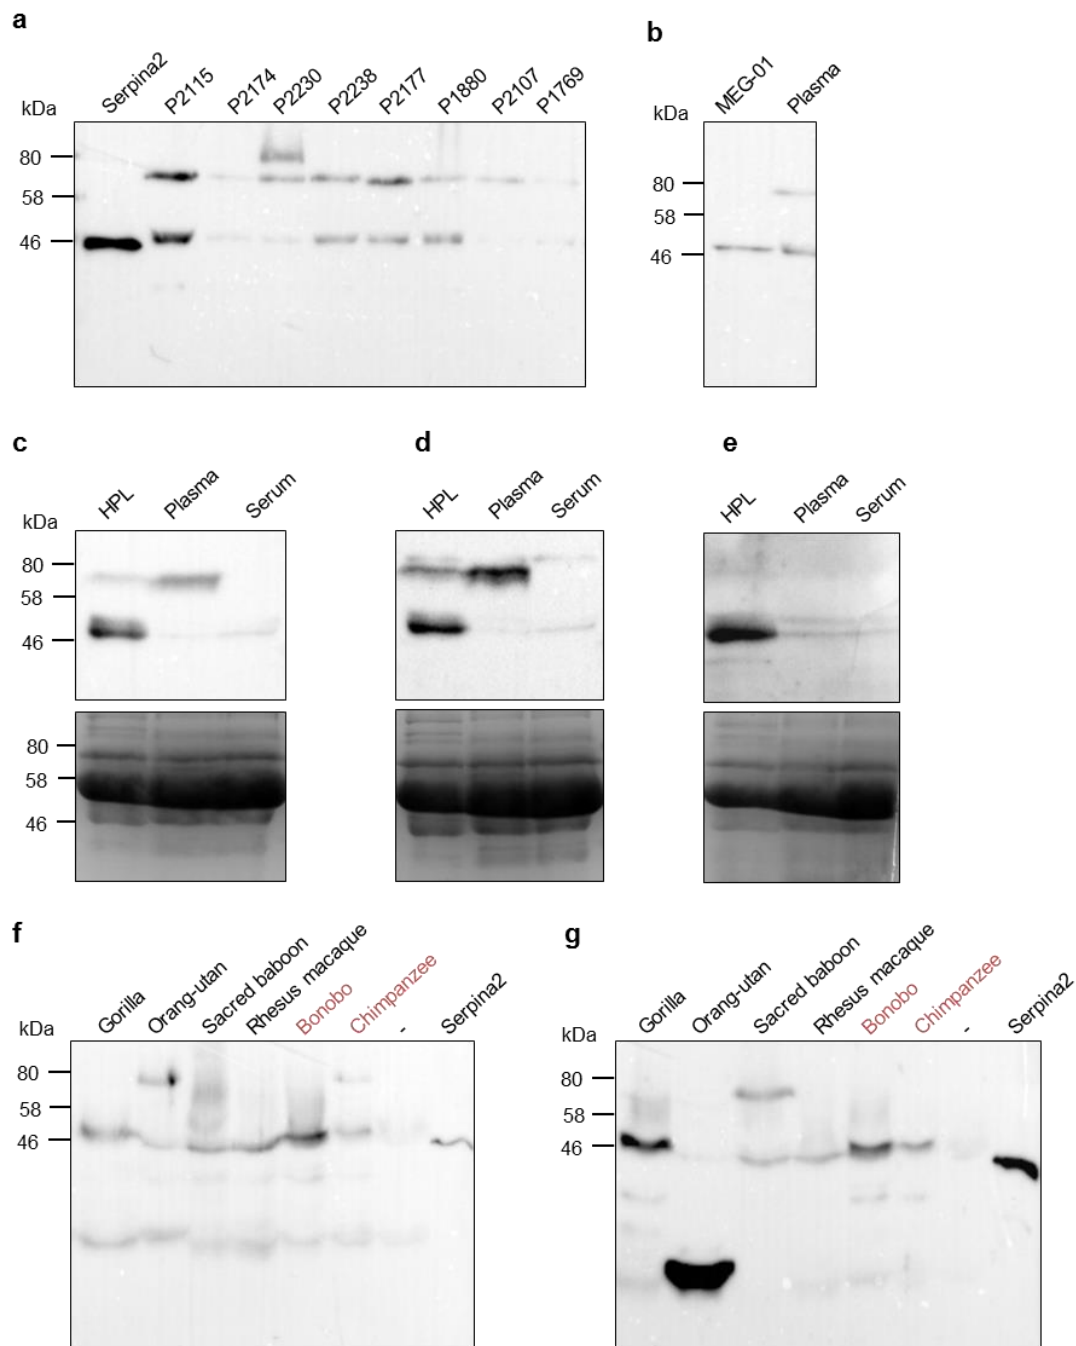 a
kDa
Serpina2
P2115
P2174
P2230
P2238
P2177
P1880
P2107
P1769
80
58
46
b
kDa
MEG-01
Plasma
80
58
46
c
kDa
HPL
Plasma
Serum
80
58
46
80
58
46
d
HPL
Plasma
Serum
e
HPL
Plasma
Serum
f
kDa
Gorilla
Orang-utan
Sacred baboon
Rhesus macaque
Bonobo
Chimpanzee
-
Serpina2
80
58
46
g
kDa
Gorilla
Orang-utan
Sacred baboon
Rhesus macaque
Bonobo
Chimpanzee
-
Serpina2
80
58
46